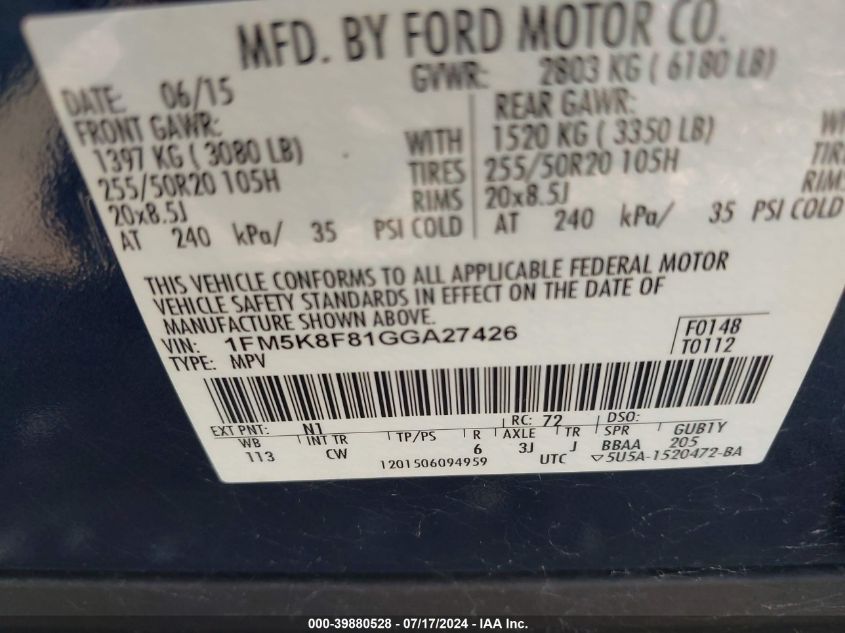 MFD. BY FORD MOTOR CO.
DATE: 06/15 GVWR: 2803 KG ( 6180 LB)
FRONT GAWR: REAR GAWR:
1397 KG ( 3080 LB) WITH 1520 KG ( 3350 LB)
255/50R20 105H TIRES 255/50R20 105H
20x8.5J RIMS 20x8.5J
AT 240 kPa/ 35 PSI COLD AT 240 kPa/ 35 PSI COLD
THIS VEHICLE CONFORMS TO ALL APPLICABLE FEDERAL MOTOR
VEHICLE SAFETY STANDARDS IN EFFECT ON THE DATE OF
MANUFACTURE SHOWN ABOVE.
VIN: 1FM5K8F81GGA27426 F0148
TYPE: MPV T0112
EXT PNT: N1 RC: 72 DSO:
WB INT TR TP/PS R AXLE TR SPR GUB1Y
113 CW 6 3J J BBAA 205
1201506094959 UTC ▽5U5A-1520472-BA
000-39880528 - 07/17/2024 - IAA Inc.